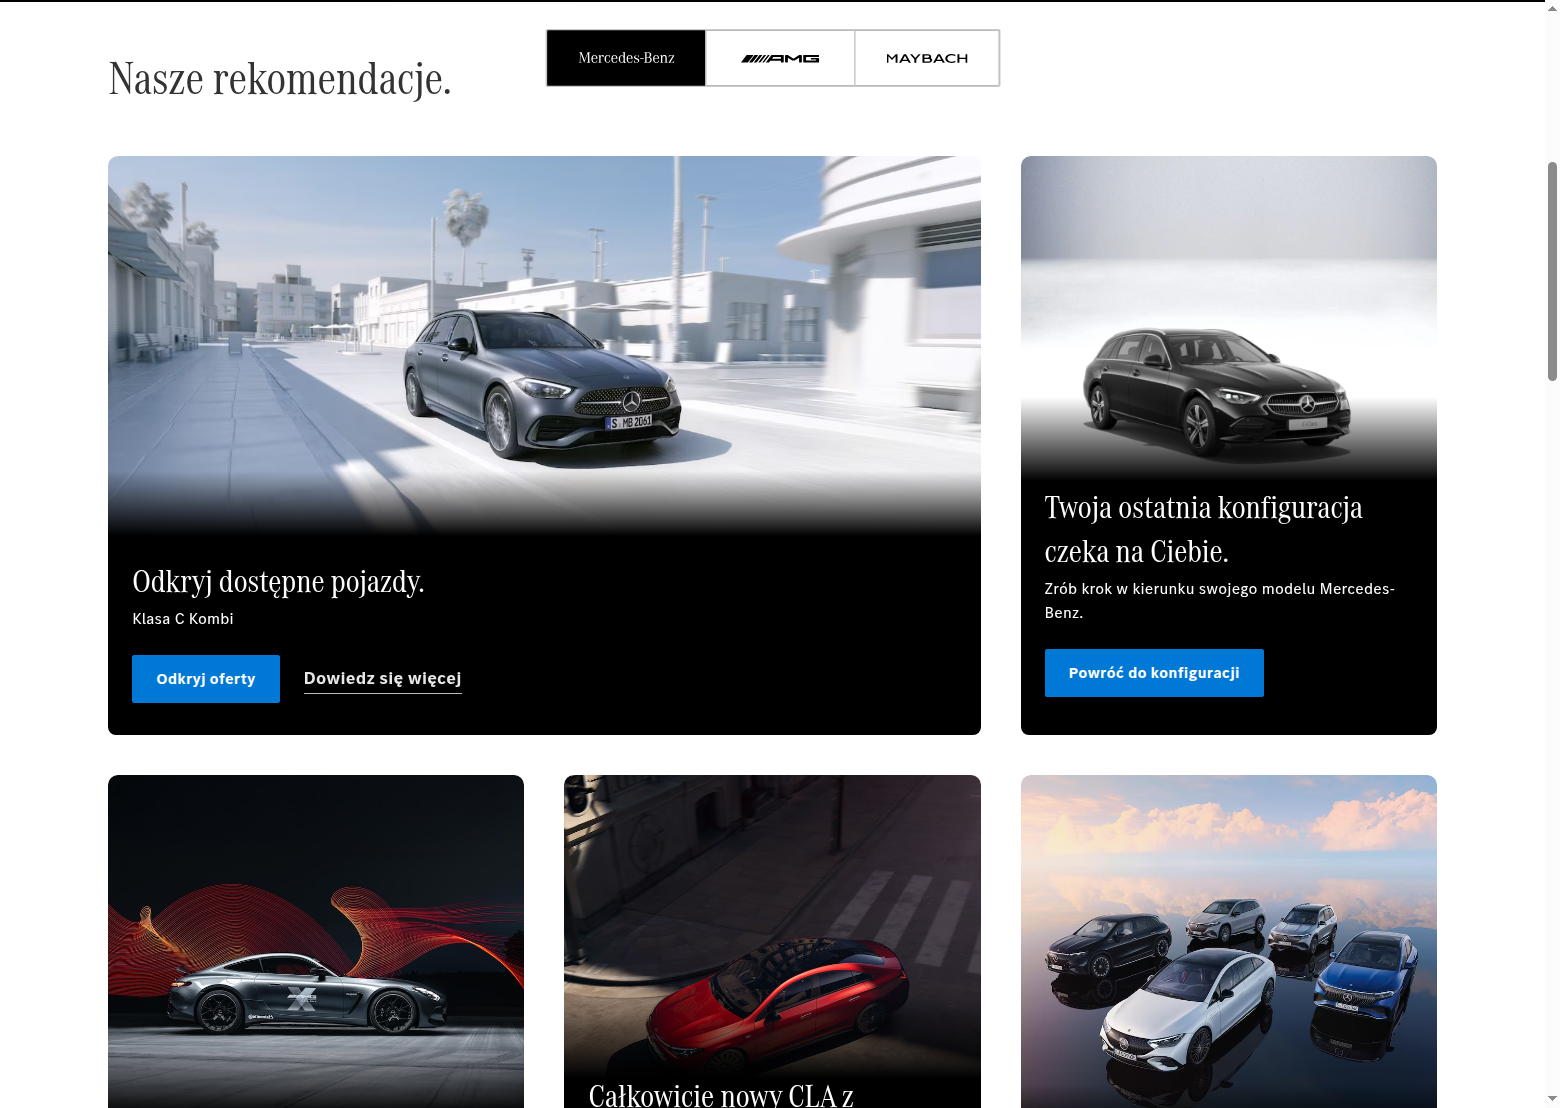 Nasze rekomendacje.
Mercedes-Benz
AMG
MAYBACH
S MB 2061
Odkryj dostępne pojazdy.
Klasa C Kombi
Odkryj oferty
Dowiedz się więcej
Twoja ostatnia konfiguracja
czeka na Ciebie.
Zrób krok w kierunku swojego modelu Mercedes-
Benz.
Powróć do konfiguracji
Całkowicie nowy CLA z